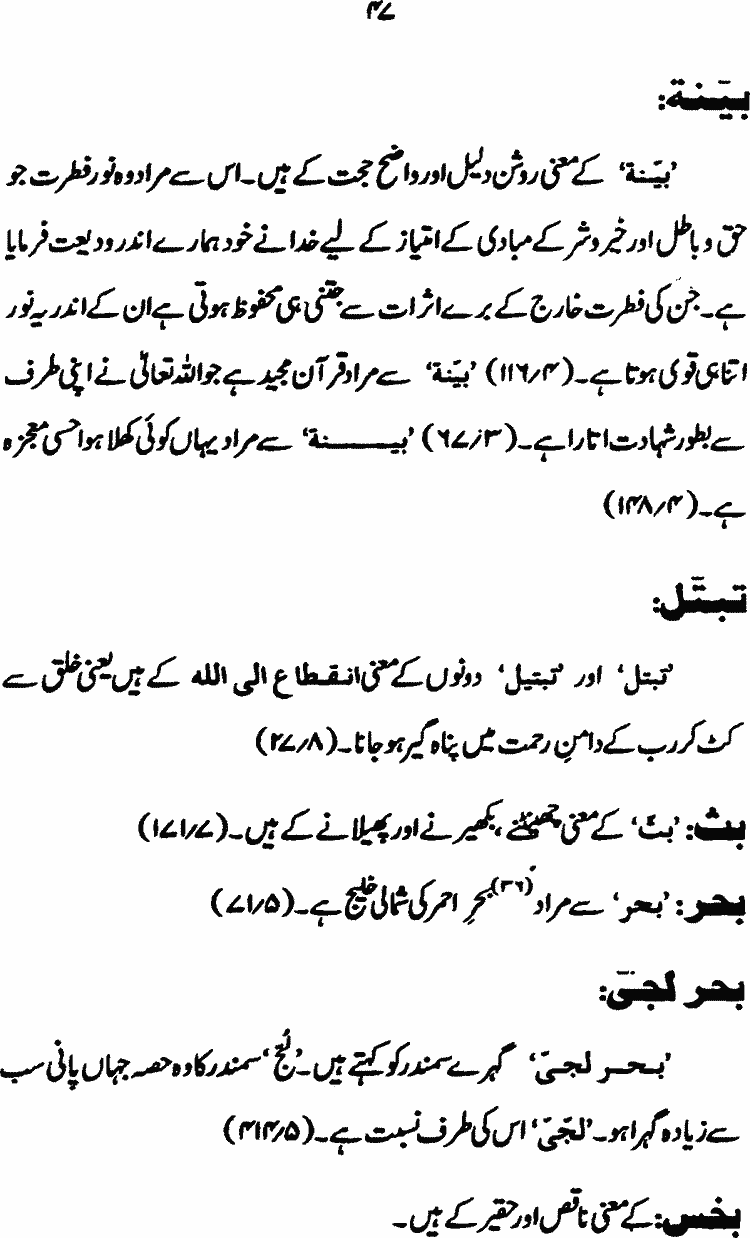 ۴۷
بیّنة:
’بیّنة‘ کے معنی روشن دلیل اور واضح حجت کے ہیں۔ اس سے مراد وہ نور فطرت جو
حق و باطل اور خیر و شر کے مبادی کے امتیاز کے لیے خدا نے خود ہمارے اندر ودیعت فرمایا
ہے۔ جن کی فطرت خارج کے برے اثرات سے جتنی ہی محفوظ ہوتی ہے ان کے اندر یہ نور
اتنا ہی قوی ہوتا ہے۔ (۱۱۶/۴) ’بیّنة‘ سے مراد قرآن مجید ہے جو اللہ تعالیٰ نے اپنی طرف
سے بطور شہادت اتارا ہے۔ (۶۷/۳) ’بیــــنة‘ سے مراد یہاں کوئی کھلا ہوا حسی معجزہ
ہے۔ (۱۴۸/۴)
تبتّل:
’تبتل‘ اور ’تبتیل‘ دونوں کے معنی انقطاع الی الله کے ہیں یعنی خلق سے
کٹ کر رب کے دامنِ رحمت میں پناہ گیر ہو جانا۔ (۲۷/۸)
بث: ’بثّ‘ کے معنی چھینٹنے، بکھیرنے اور پھیلانے کے ہیں۔ (۱۷۱/۷)
بحر: ’بحر‘ سے مراد (۳۶) بحرِ احمر کی شمالی خلیج ہے۔ (۷۱/۵)
بحر لجیّ:
’بحر لجیّ‘ گہرے سمندر کو کہتے ہیں۔ ’لُج‘ سمندر کا وہ حصہ جہاں پانی سب
سے زیادہ گہرا ہو۔ ’لجّیّ‘ اس کی طرف نسبت ہے۔ (۴۱۴/۵)
بخس: کے معنی ناقص اور حقیر کے ہیں۔